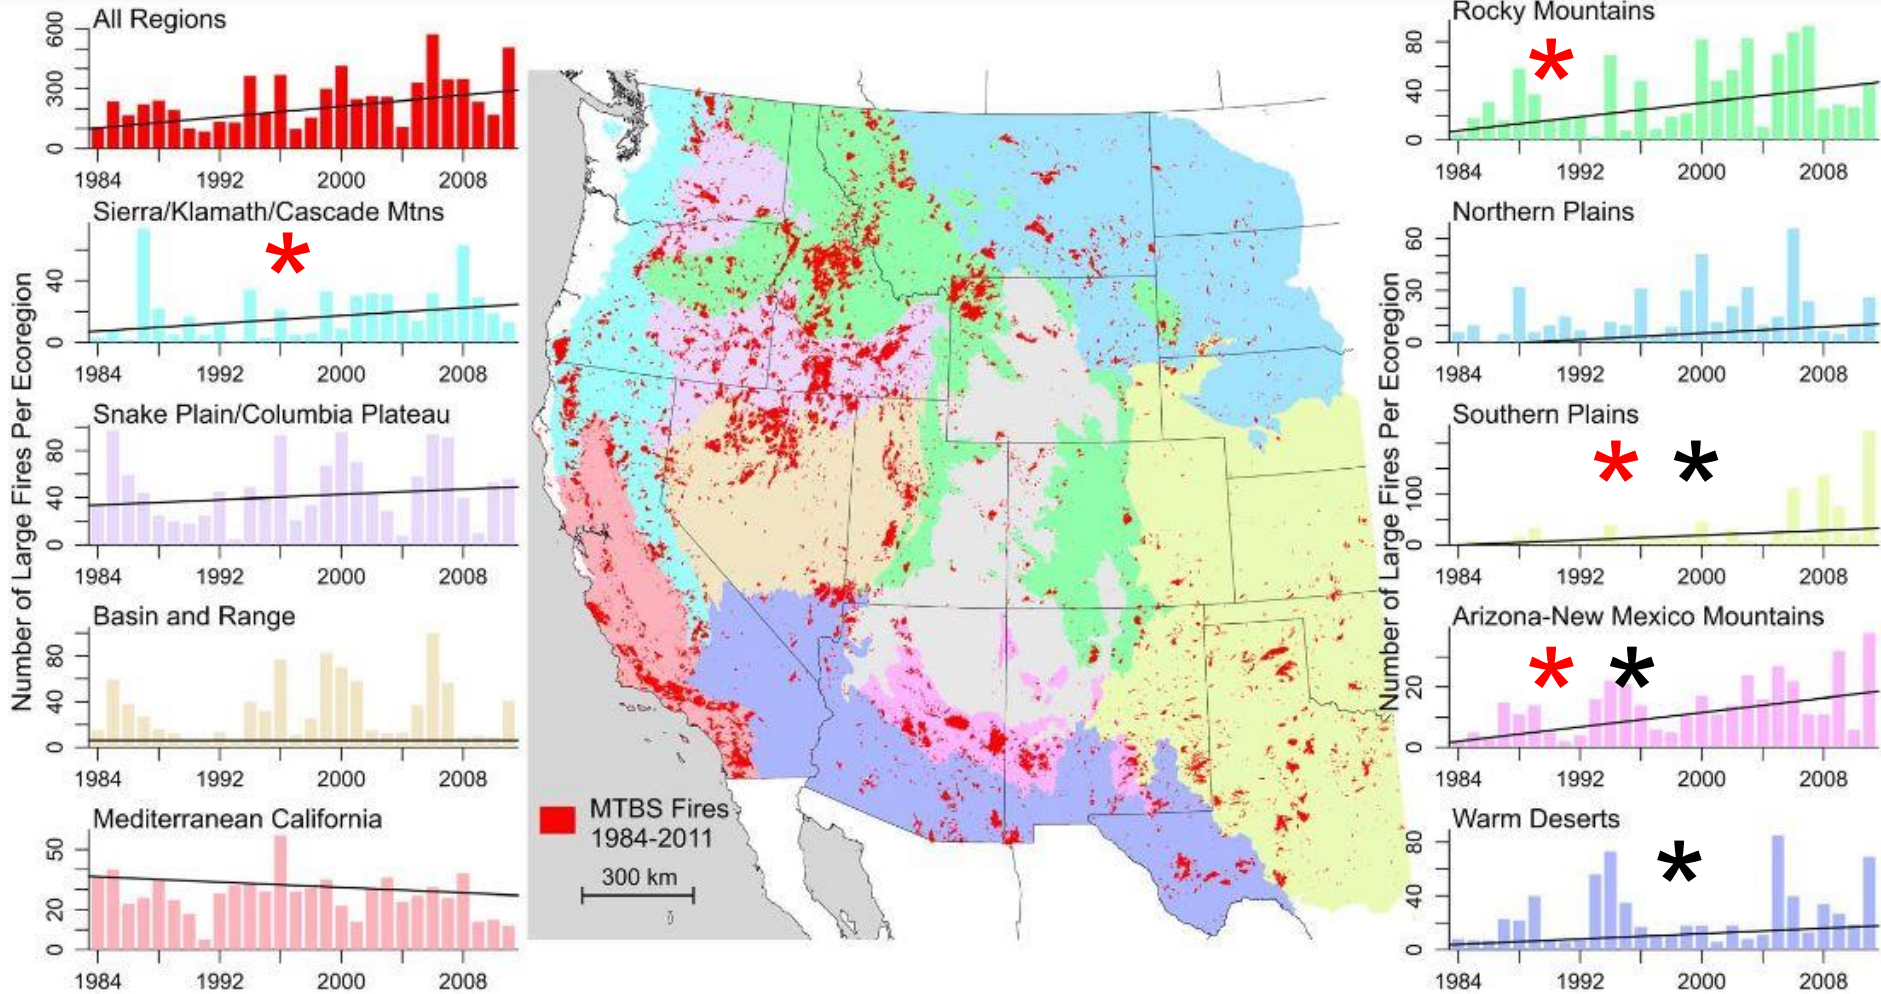 All Regions
600
300
0
1984 1992 2000 2008
Sierra/Klamath/Cascade Mtns
*
40
0
1984 1992 2000 2008
Snake Plain/Columbia Plateau
80
40
0
1984 1992 2000 2008
Basin and Range
80
40
0
1984 1992 2000 2008
Mediterranean California
50
20
0
1984 1992 2000 2008
Number of Large Fires Per Ecoregion
MTBS Fires
1984-2011
300 km
Rocky Mountains
*
80
40
0
1984 1992 2000 2008
Northern Plains
60
30
0
1984 1992 2000 2008
Southern Plains
* *
100
0
1984 1992 2000 2008
Arizona-New Mexico Mountains
* *
20
0
1984 1992 2000 2008
Warm Deserts
*
80
40
0
1984 1992 2000 2008
Number of Large Fires Per Ecoregion